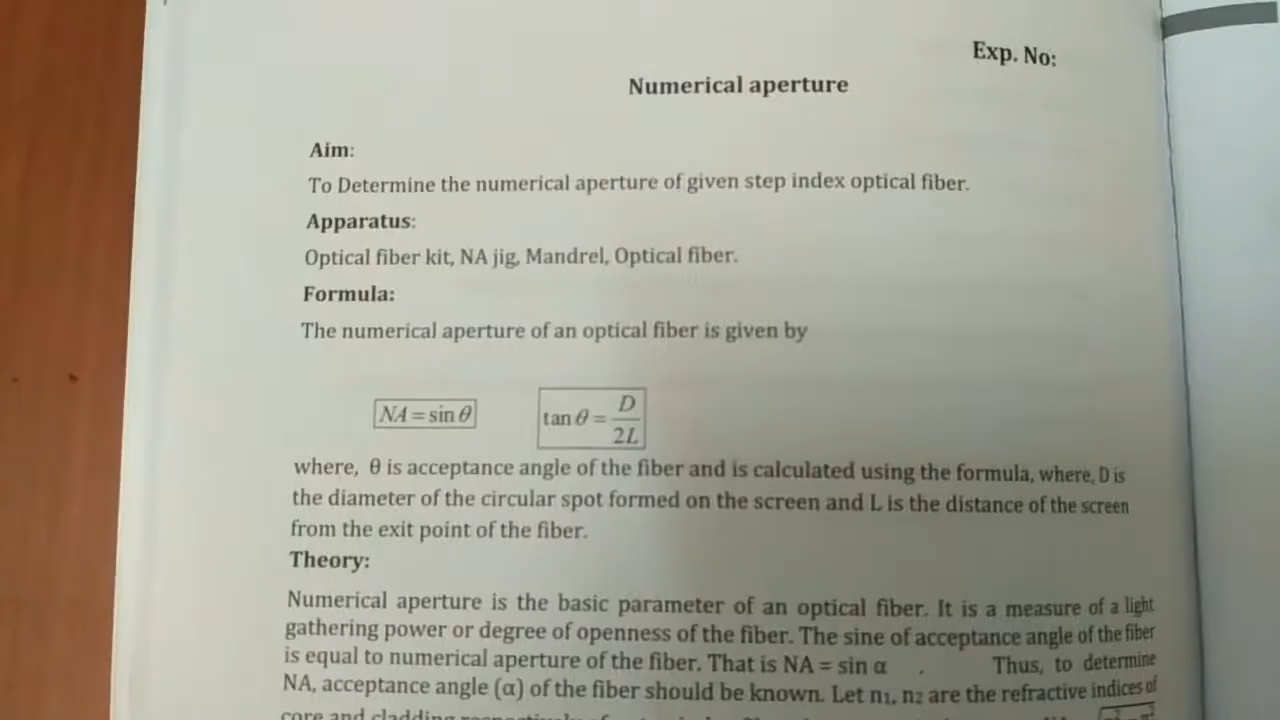 Exp. No:
Numerical aperture
Aim:
To Determine the numerical aperture of given step index optical fiber.
Apparatus:
Optical fiber kit, NA jig, Mandrel, Optical fiber.
Formula:
The numerical aperture of an optical fiber is given by
NA = sin θ tan θ = D / 2L
where, θ is acceptance angle of the fiber and is calculated using the formula, where, D is
the diameter of the circular spot formed on the screen and L is the distance of the screen
from the exit point of the fiber.
Theory:
Numerical aperture is the basic parameter of an optical fiber. It is a measure of a light
gathering power or degree of openness of the fiber. The sine of acceptance angle of the fiber
is equal to numerical aperture of the fiber. That is NA = sin α . Thus, to determine
NA, acceptance angle (α) of the fiber should be known. Let n₁, n₂ are the refractive indices of
core and cladding